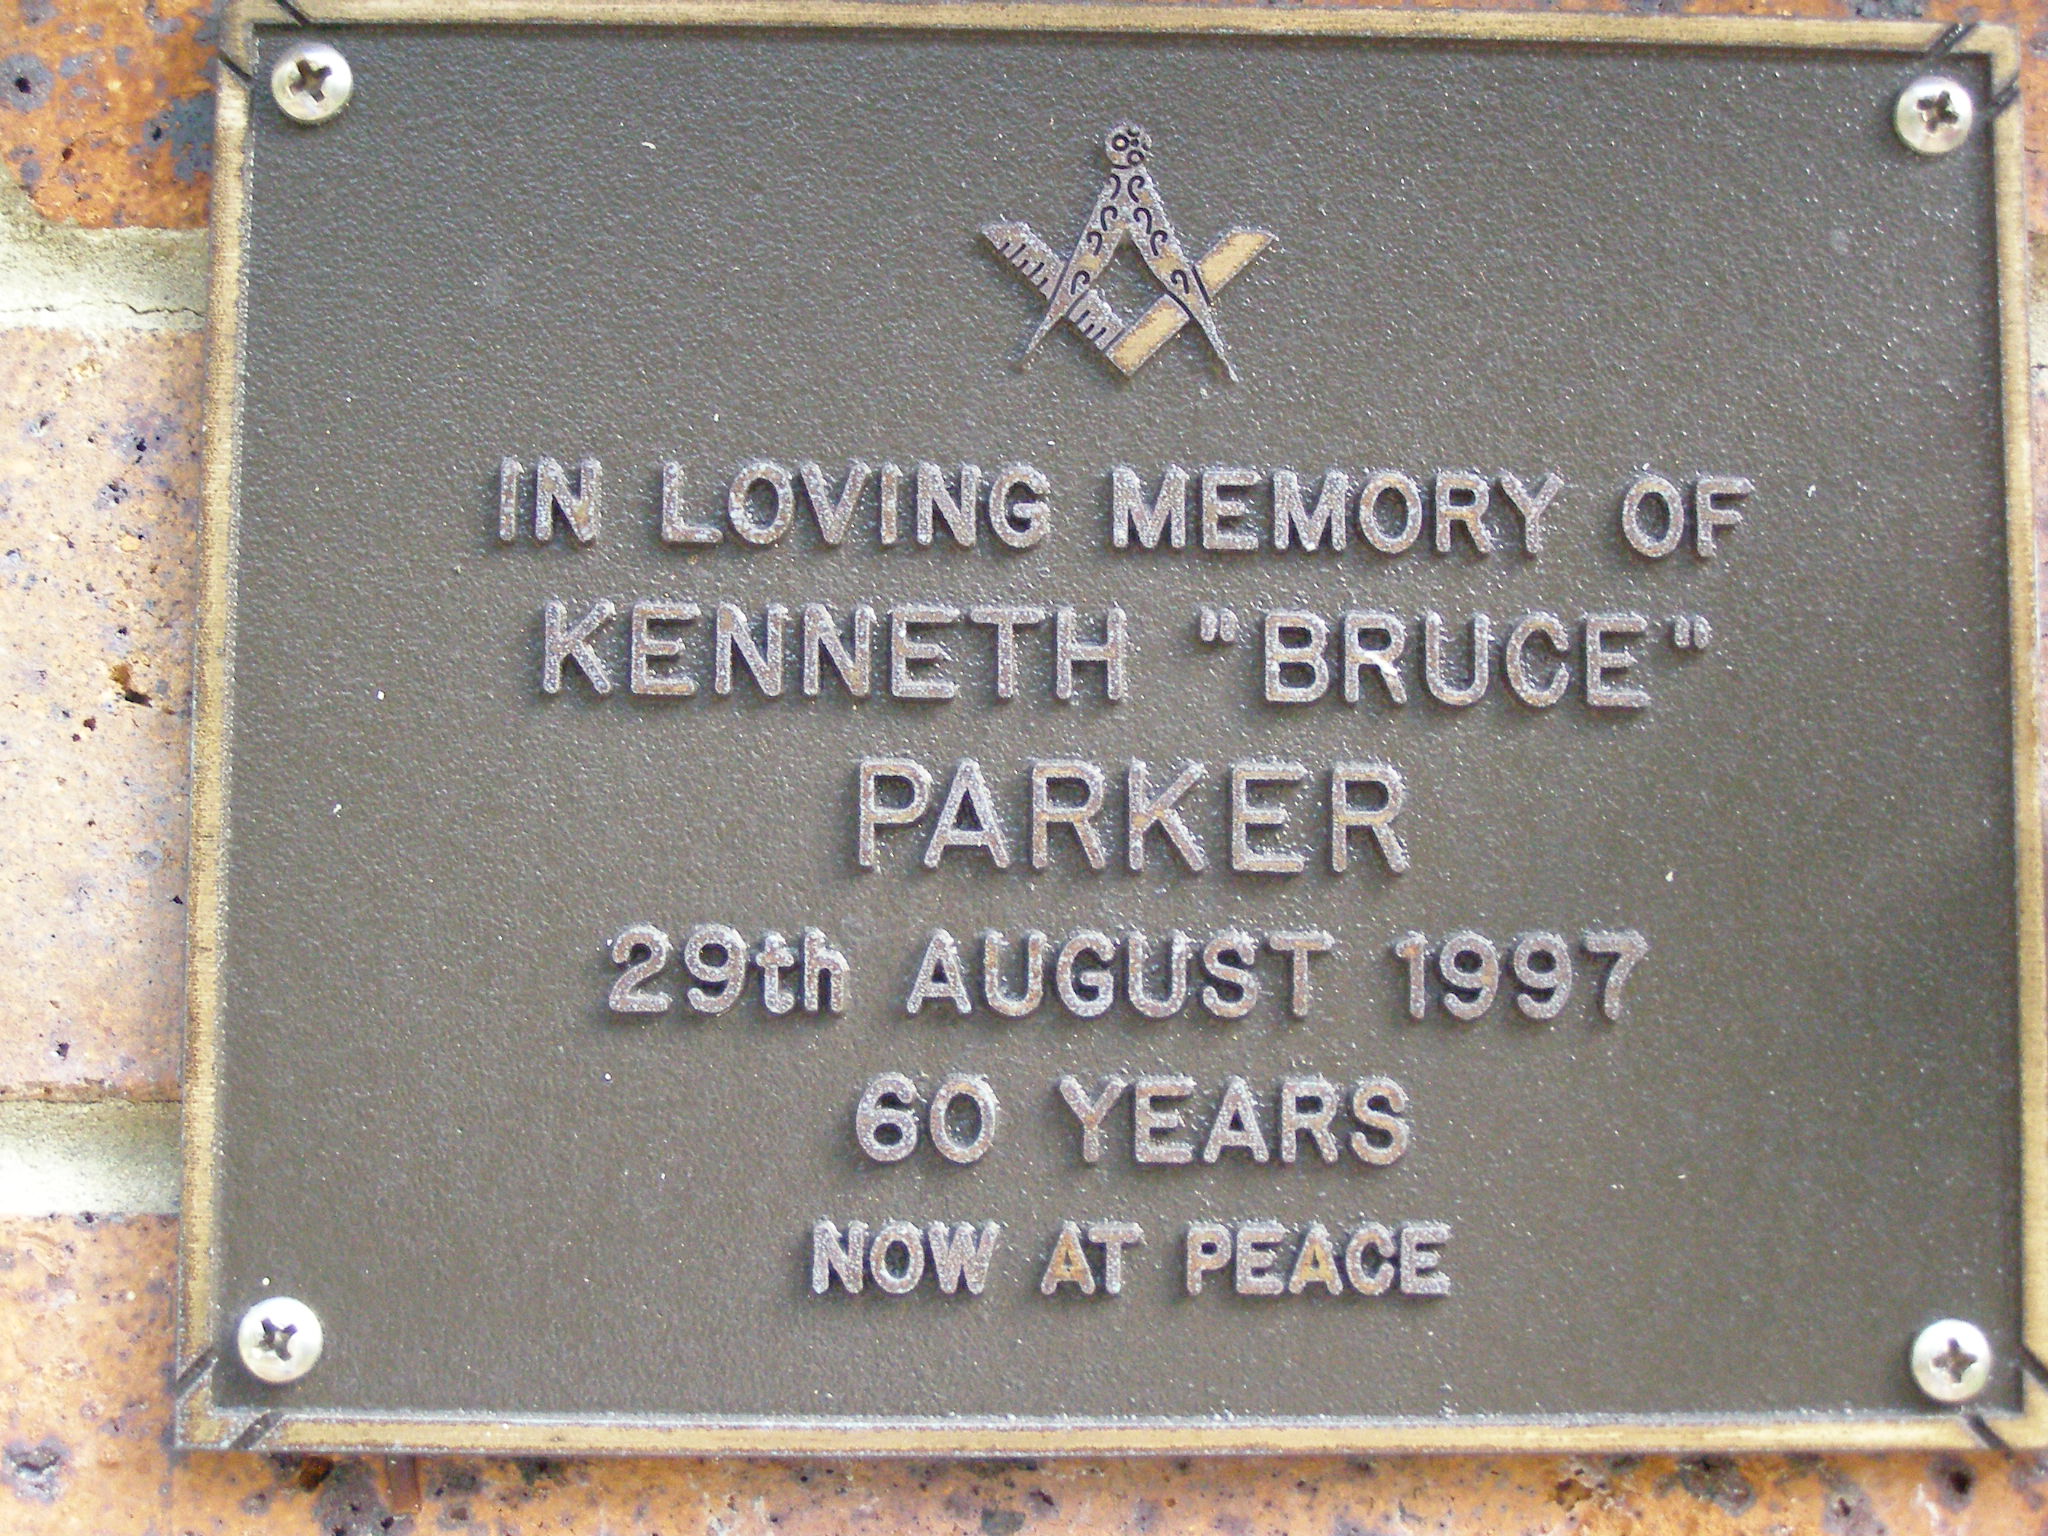 IN LOVING MEMORY OF
KENNETH "BRUCE"
PARKER
29th AUGUST 1997
60 YEARS
NOW AT PEACE